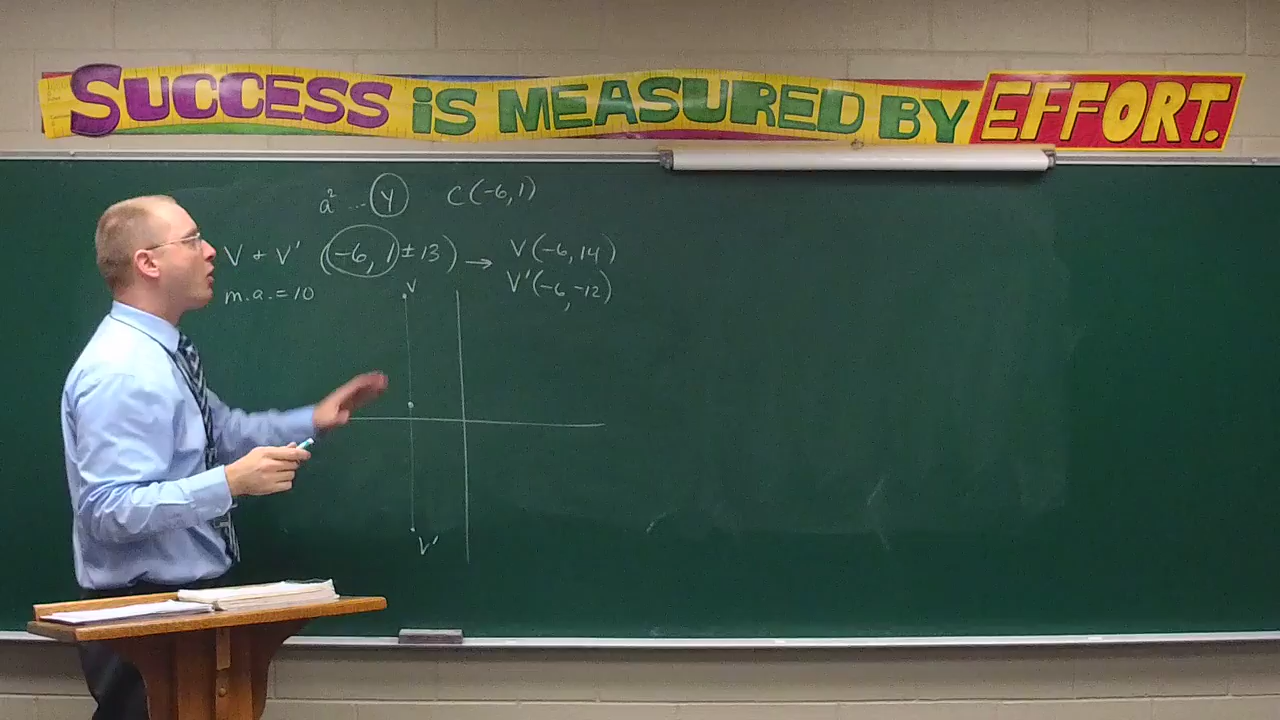 SUCCESS iS MEASURED BY EFFORT.
a² ... y C(-6,1)
V + V' (-6, 1 ± 13) → V(-6,14)
V'(-6,-12)
m.a. = 10
V
V'